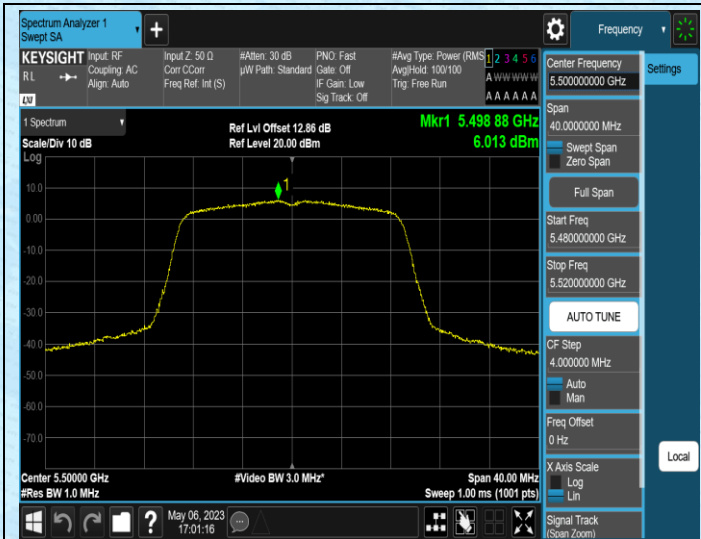 Spectrum Analyzer 1
Swept SA
+
Frequency
KEYSIGHT
RL
LXI
Input: RF
Coupling: AC
Align: Auto
Input Z: 50 Ω
Corr CCorr
Freq Ref: Int (S)
#Atten: 30 dB
µW Path: Standard
PNO: Fast
Gate: Off
IF Gain: Low
Sig Track: Off
#Avg Type: Power (RMS
Avg|Hold: 100/100
Trig: Free Run
1 2 3 4 5 6
A W W W W W
A A A A A A
1 Spectrum
Scale/Div 10 dB
Log
Ref Lvl Offset 12.86 dB
Ref Level 20.00 dBm
Mkr1 5.498 88 GHz
6.013 dBm
1
10.0
0.00
-10.0
-20.0
-30.0
-40.0
-50.0
-60.0
-70.0
Center 5.50000 GHz
#Res BW 1.0 MHz
#Video BW 3.0 MHz*
Span 40.00 MHz
Sweep 1.00 ms (1001 pts)
?
May 06, 2023
17:01:16
Center Frequency
5.500000000 GHz
Span
40.0000000 MHz
Swept Span
Zero Span
Full Span
Start Freq
5.480000000 GHz
Stop Freq
5.520000000 GHz
AUTO TUNE
CF Step
4.000000 MHz
Auto
Man
Freq Offset
0 Hz
X Axis Scale
Log
Lin
Signal Track
(Span Zoom)
Settings
Local